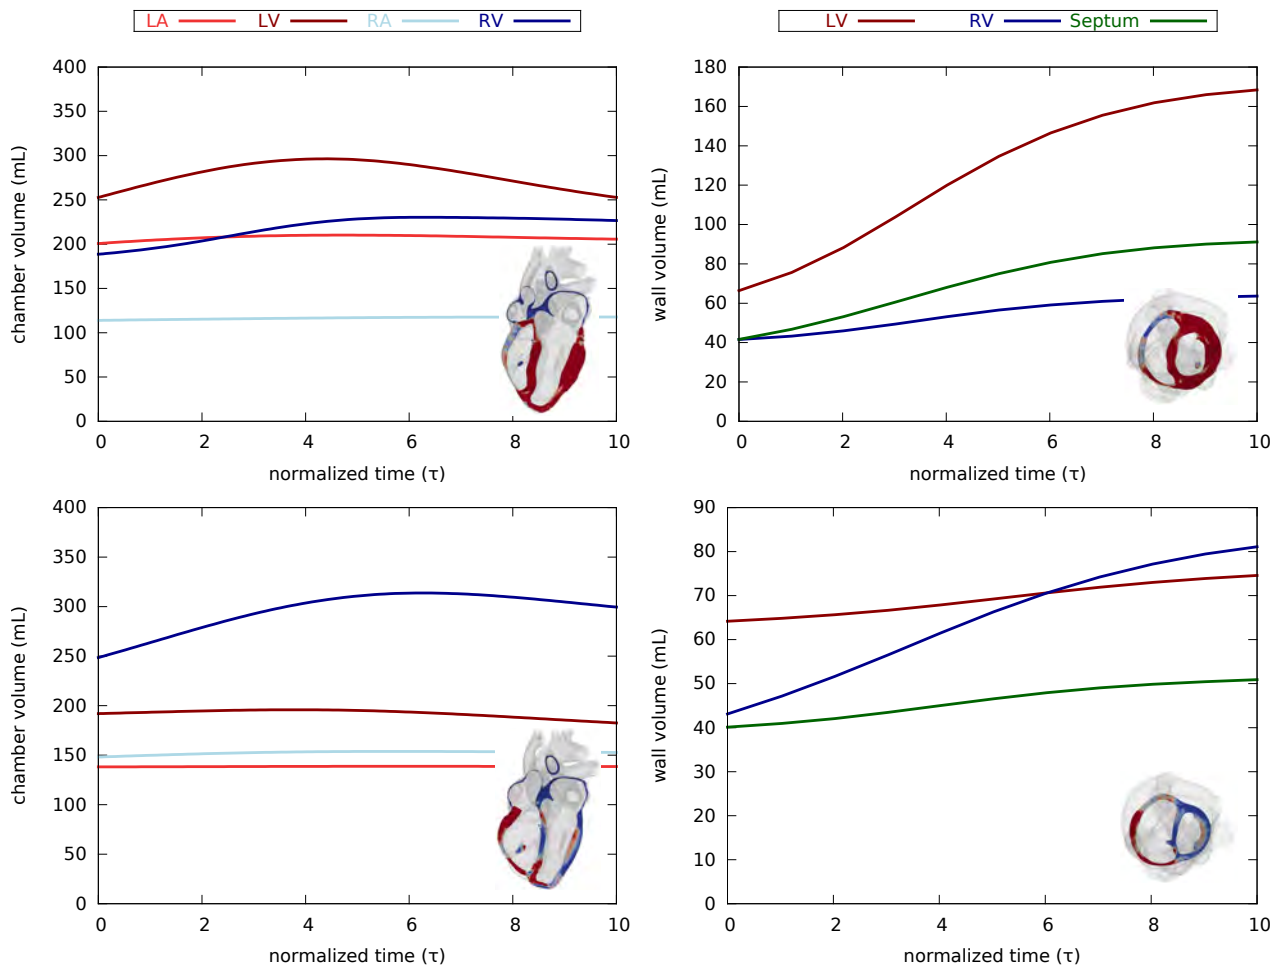 LA LV RA RV
LV RV Septum
400
350
300
250
200
150
100
50
0
chamber volume (mL)
0 2 4 6 8 10
normalized time (τ)
180
160
140
120
100
80
60
40
20
0
wall volume (mL)
0 2 4 6 8 10
normalized time (τ)
400
350
300
250
200
150
100
50
0
chamber volume (mL)
0 2 4 6 8 10
normalized time (τ)
90
80
70
60
50
40
30
20
10
0
wall volume (mL)
0 2 4 6 8 10
normalized time (τ)